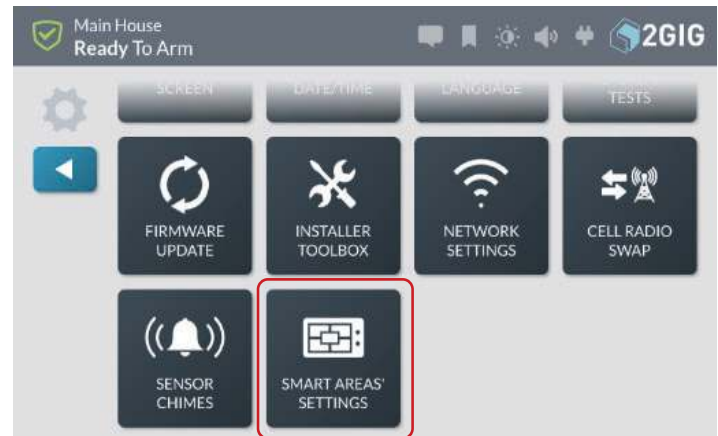 Main House
Ready To Arm
2GIG
SCREEN
DATE/TIME
LANGUAGE
TESTS
FIRMWARE
UPDATE
INSTALLER
TOOLBOX
NETWORK
SETTINGS
CELL RADIO
SWAP
SENSOR
CHIMES
SMART AREAS'
SETTINGS